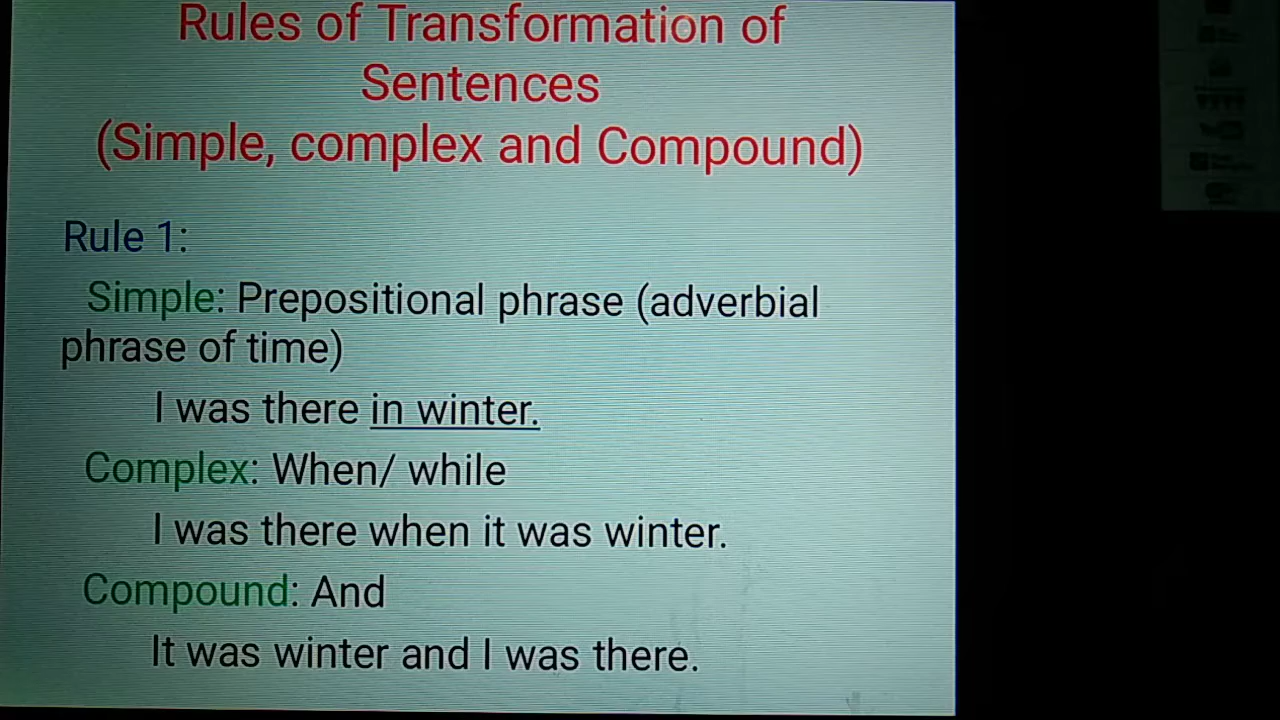 Rules of Transformation of
Sentences
(Simple, complex and Compound)
Rule 1:
Simple: Prepositional phrase (adverbial
phrase of time)
I was there in winter.
Complex: When/ while
I was there when it was winter.
Compound: And
It was winter and I was there.